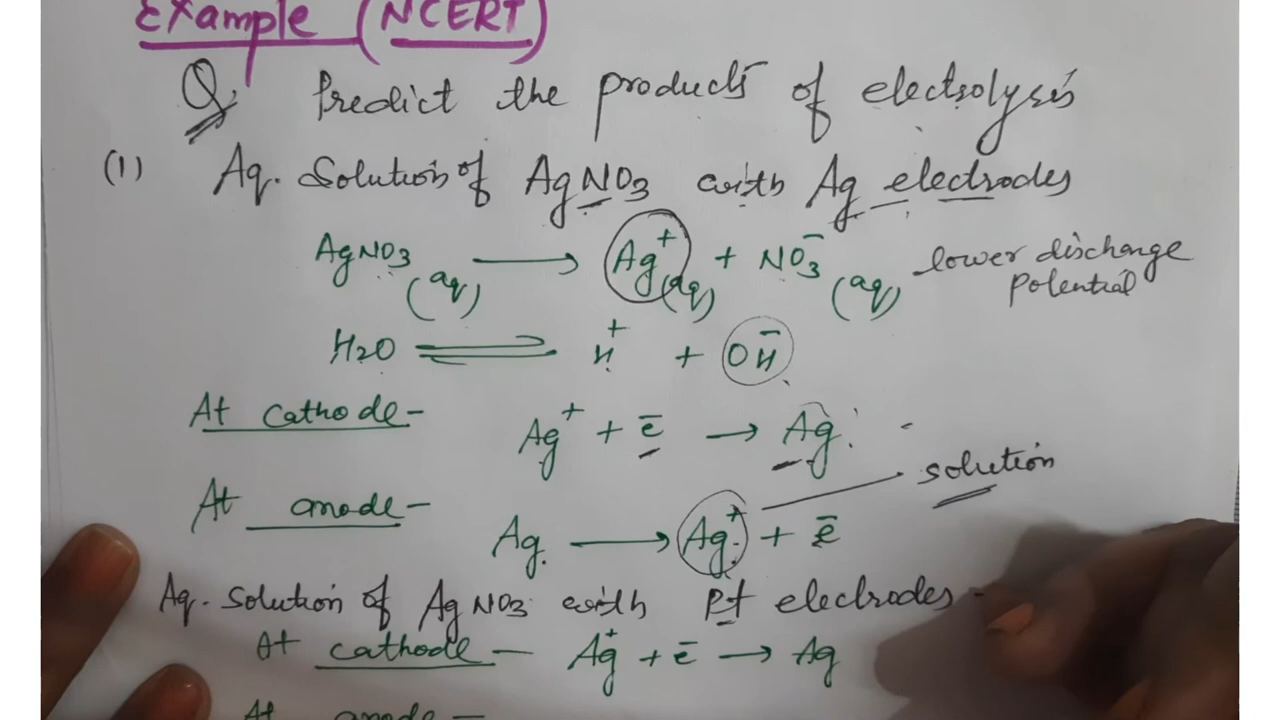 Example (NCERT)
Q. Predict the products of electrolysis
(1) Aq. Solution of AgNO3 with Ag electrodes
AgNO3 (aq) ⟶ Ag⁺ (aq) + NO3⁻ (aq) lower discharge potential
H2O ⇌ H⁺ + OH⁻
At cathode- Ag⁺ + e⁻ → Ag
At anode- Ag ⟶ Ag⁺ + e⁻ solution
Aq. Solution of AgNO3 with Pt electrodes-
At cathode — Ag⁺ + e⁻ → Ag
At anode —